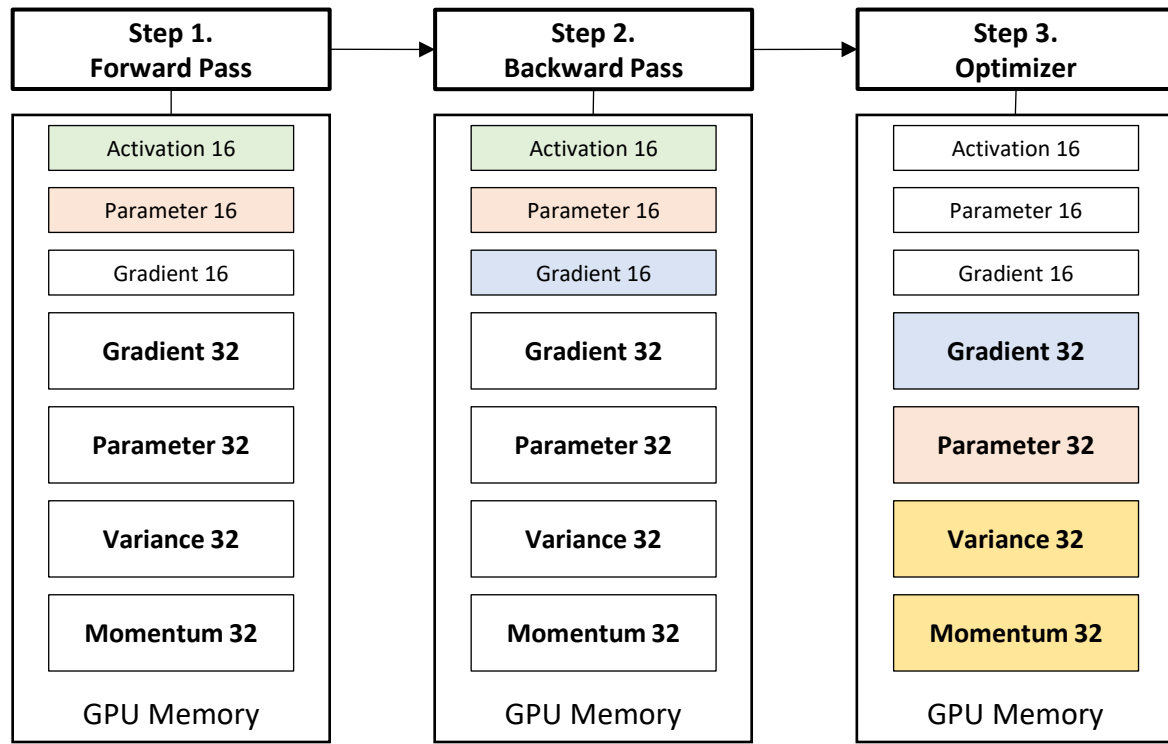 Step 1.
Forward Pass
Activation 16
Parameter 16
Gradient 16
Gradient 32
Parameter 32
Variance 32
Momentum 32
GPU Memory
Step 2.
Backward Pass
Activation 16
Parameter 16
Gradient 16
Gradient 32
Parameter 32
Variance 32
Momentum 32
GPU Memory
Step 3.
Optimizer
Activation 16
Parameter 16
Gradient 16
Gradient 32
Parameter 32
Variance 32
Momentum 32
GPU Memory